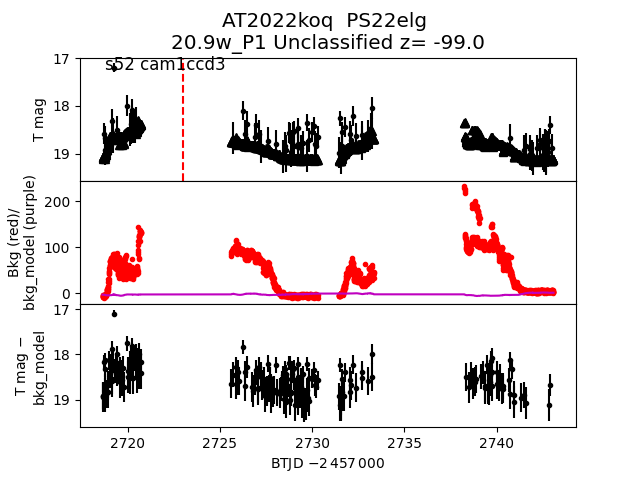 AT2022koq  PS22elg
20.9w_P1 Unclassified z= -99.0
s52 cam1ccd3
17
18
19
T mag
200
100
0
Bkg (red)/
bkg_model (purple)
17
18
19
T mag −
bkg_model
2720
2725
2730
2735
2740
BTJD −2 457 000